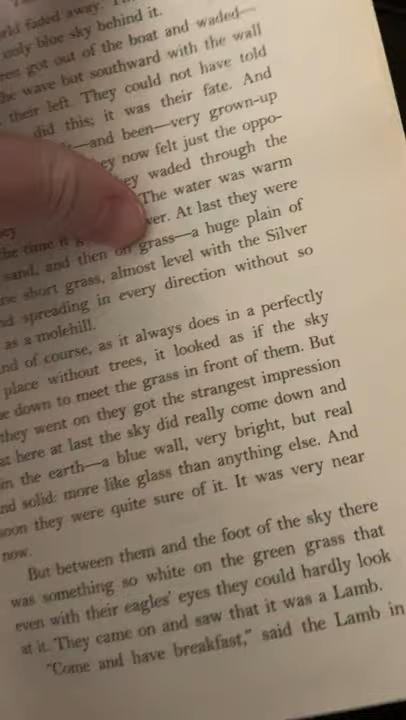 rld faded away.
only blue sky behind it.
ren got out of the boat and waded—
he wave but southward with the wall
their left. They could not have told
did this; it was their fate. And
—and been—very grown-up
ey now felt just the oppo-
ey waded through the
The water was warm
ver. At last they were
sand, and then on grass—a huge plain of
ne short grass, almost level with the Silver
nd spreading in every direction without so
as a molehill.
nd of course, as it always does in a perfectly
place without trees, it looked as if the sky
e down to meet the grass in front of them. But
they went on they got the strangest impression
at here at last the sky did really come down and
in the earth—a blue wall, very bright, but real
nd solid: more like glass than anything else. And
soon they were quite sure of it. It was very near
now.
But between them and the foot of the sky there
was something so white on the green grass that
even with their eagles' eyes they could hardly look
at it. They came on and saw that it was a Lamb.
"Come and have breakfast," said the Lamb in